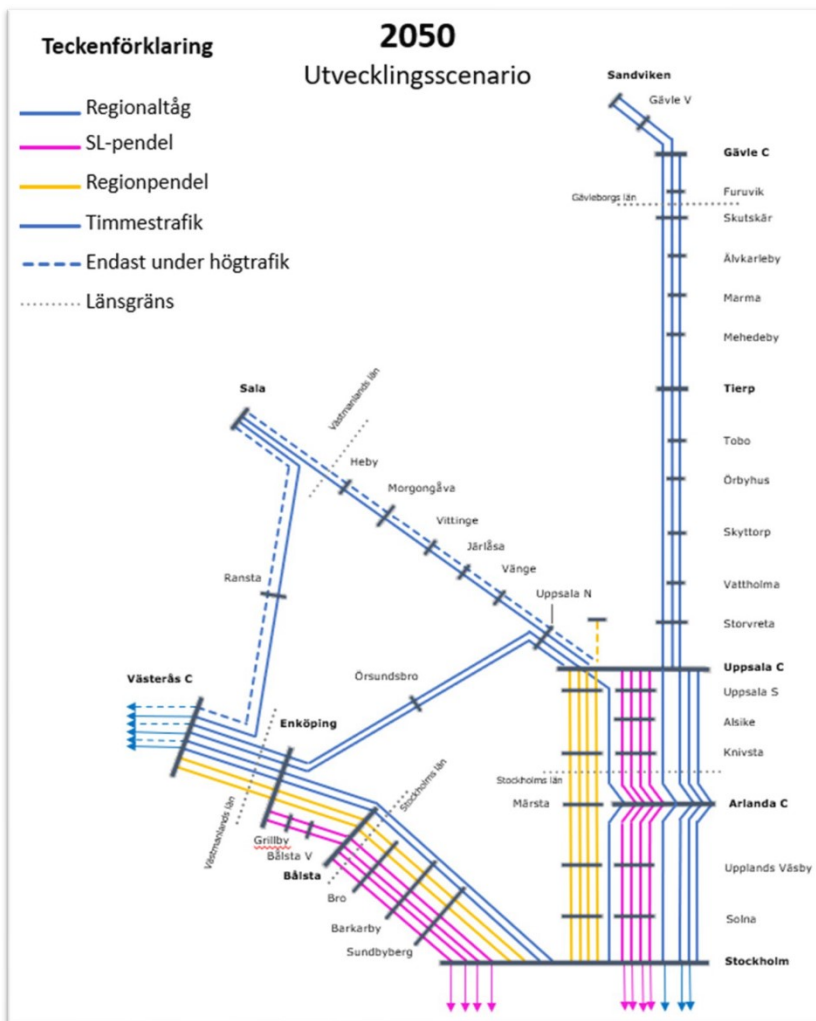 2050
Utvecklingsscenario
Teckenförklaring
Regionaltåg
SL-pendel
Regionpendel
Timmestrafik
Endast under högtrafik
Länsgräns
Sandviken
Gävle V
Gävle C
Furuvik
Gävleborgs län
Skutskär
Älvkarleby
Marma
Mehedeby
Tierp
Tobo
Örbyhus
Skyttorp
Vattholma
Storvreta
Sala
Västmanlands län
Heby
Morgongåva
Vittinge
Järlåsa
Vänge
Uppsala N
Ransta
Örsundsbro
Västerås C
Enköping
Uppsala C
Uppsala S
Alsike
Knivsta
Stockholms län
Märsta
Arlanda C
Upplands Väsby
Solna
Stockholm
Västmanlands län
Stockholms län
Grillby
Bålsta V
Bålsta
Bro
Barkarby
Sundbyberg